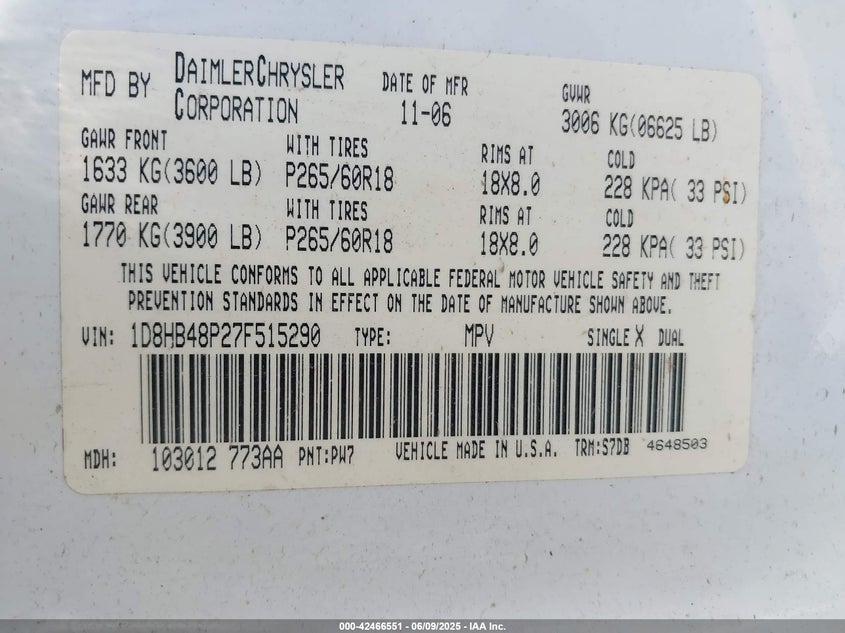 MFD BY DAIMLERCHRYSLER CORPORATION DATE OF MFR 11-06 GVWR 3006 KG(06625 LB)
GAWR FRONT WITH TIRES RIMS AT COLD
1633 KG(3600 LB) P265/60R18 18X8.0 228 KPA( 33 PSI)
GAWR REAR WITH TIRES RIMS AT COLD
1770 KG(3900 LB) P265/60R18 18X8.0 228 KPA( 33 PSI)
THIS VEHICLE CONFORMS TO ALL APPLICABLE FEDERAL MOTOR VEHICLE SAFETY AND THEFT
PREVENTION STANDARDS IN EFFECT ON THE DATE OF MANUFACTURE SHOWN ABOVE.
VIN: 1D8HB48P27F515290 TYPE: MPV SINGLE X DUAL
MDH: 103012 773AA PNT:PW7 VEHICLE MADE IN U.S.A. TRM:S7DB 4648503
000-42466551 - 06/09/2025 - IAA Inc.